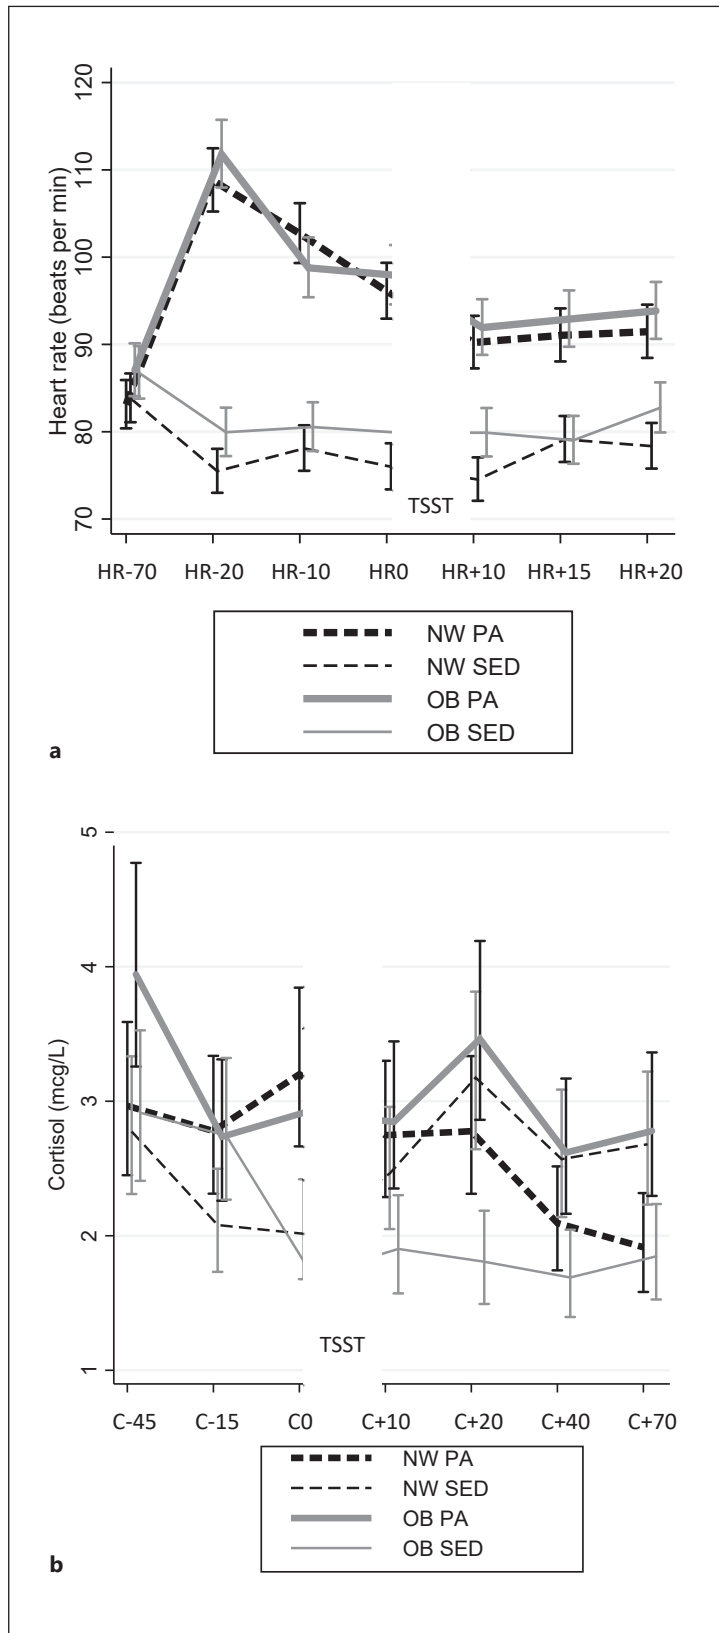 120
110
100
90
80
70
Heart rate (beats per min)
TSST
HR-70 HR-20 HR-10 HR0 HR+10 HR+15 HR+20
NW PA
NW SED
OB PA
OB SED
a
5
4
3
2
1
Cortisol (mcg/L)
TSST
C-45 C-15 C0 C+10 C+20 C+40 C+70
NW PA
NW SED
OB PA
OB SED
b